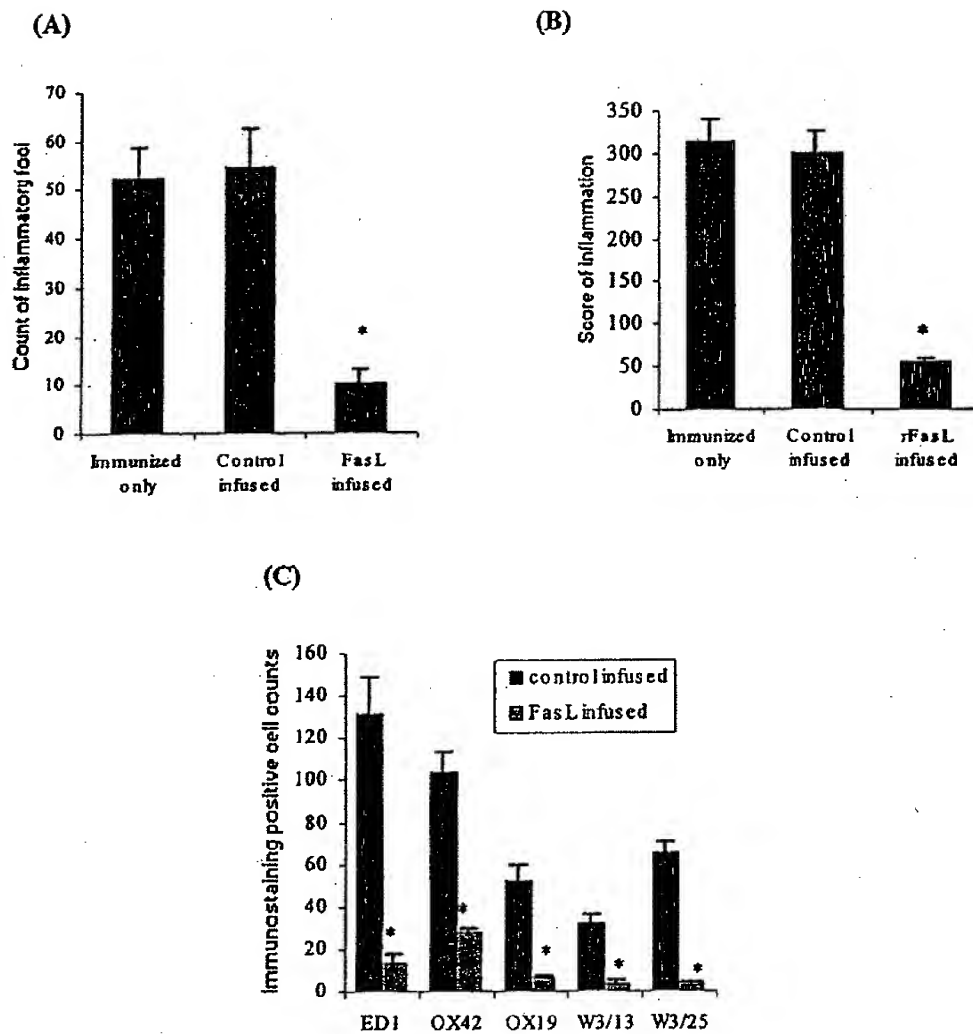 (A)
Count of inflammatory fool
70
60
50
40
30
20
10
0
Immunized only
Control infused
FasL infused
*
(B)
Score of inflammation
350
300
250
200
150
100
50
0
Immunized only
Control infused
rFasL infused
*
(C)
Immunostaining positive cell counts
160
140
120
100
80
60
40
20
0
control infused
FasL infused
*
*
*
*
*
ED1
OX42
OX19
W3/13
W3/25